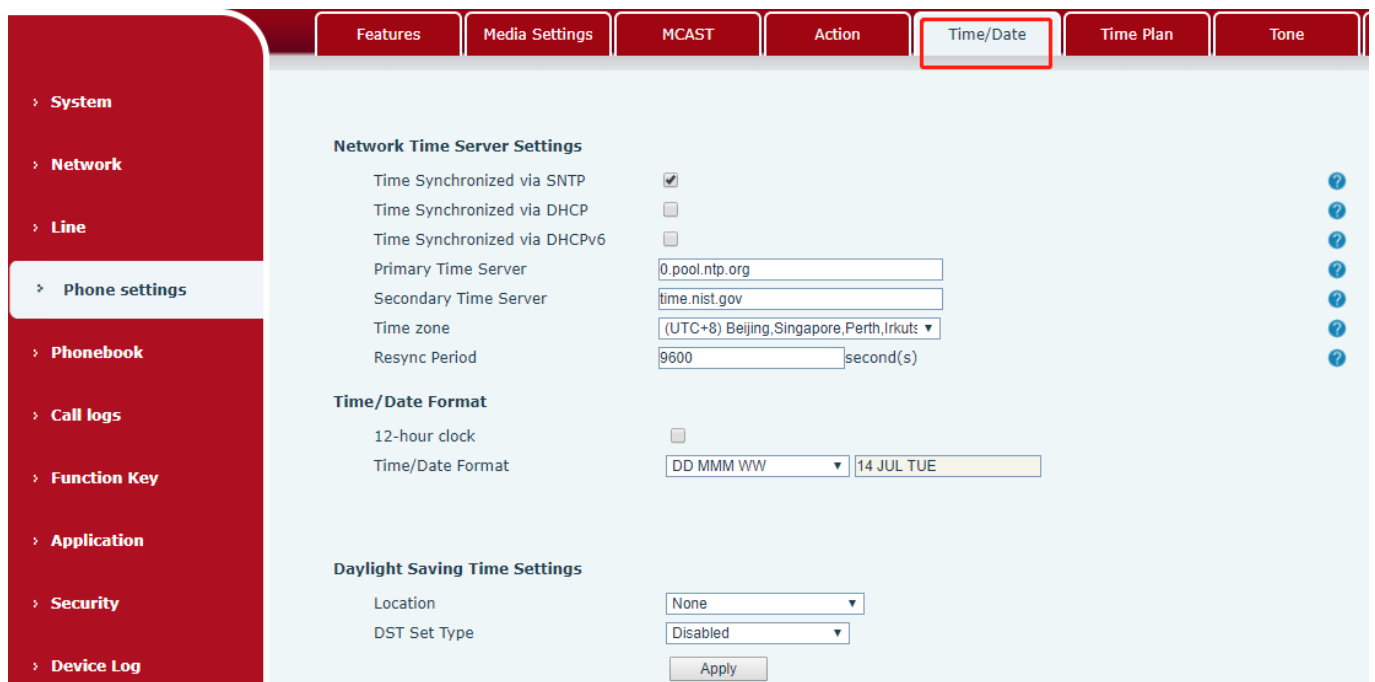 Features Media Settings MCAST Action Time/Date Time Plan Tone
System
Network
Line
Phone settings
Phonebook
Call logs
Function Key
Application
Security
Device Log
Network Time Server Settings
Time Synchronized via SNTP
Time Synchronized via DHCP
Time Synchronized via DHCPv6
Primary Time Server 0.pool.ntp.org
Secondary Time Server time.nist.gov
Time zone (UTC+8) Beijing,Singapore,Perth,Irkuts
Resync Period 9600 second(s)
Time/Date Format
12-hour clock
Time/Date Format DD MMM WW 14 JUL TUE
Daylight Saving Time Settings
Location None
DST Set Type Disabled
Apply